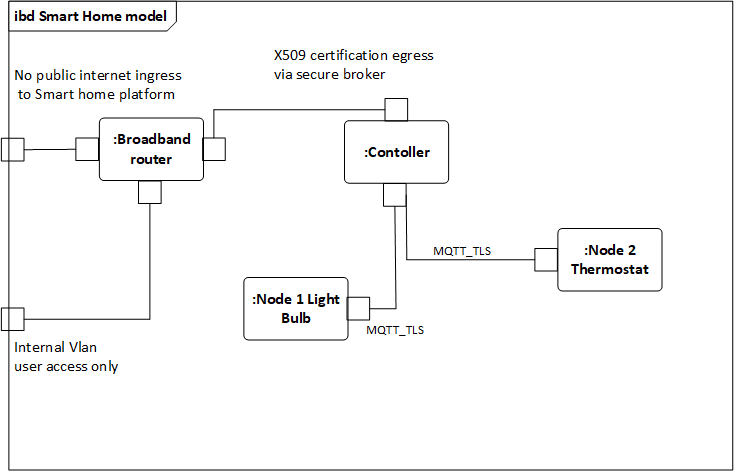 ibd Smart Home model
X509 certification egress
via secure broker
No public internet ingress
to Smart home platform
:Broadband
router
:Contoller
MQTT_TLS
:Node 2
Thermostat
:Node 1 Light
Bulb
MQTT_TLS
Internal Vlan
user access only